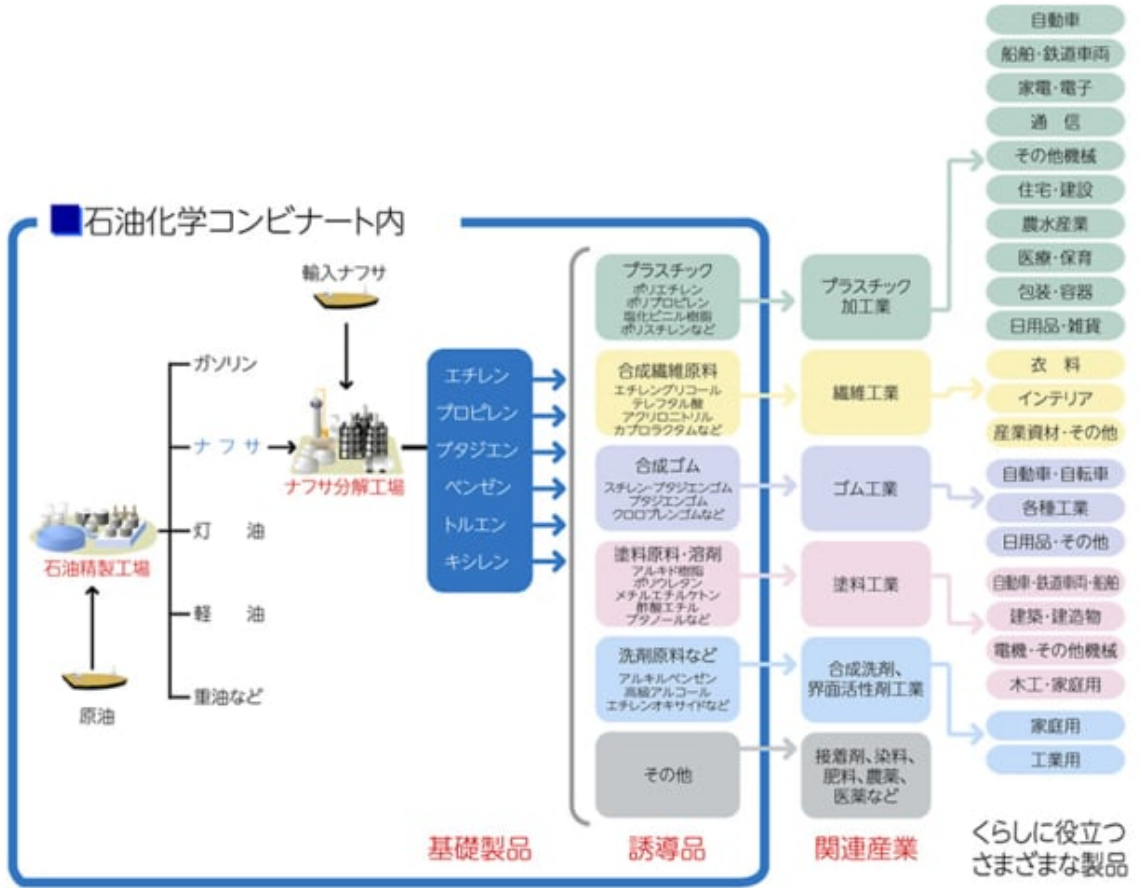 ■石油化学コンビナート内
輸入ナフサ
ガソリン
ナフサ
灯　油
軽　油
重油など
石油精製工場
原油
ナフサ分解工場
エチレン
プロピレン
ブタジエン
ベンゼン
トルエン
キシレン
基礎製品
プラスチック
ポリエチレン
ポリプロピレン
塩化ビニル樹脂
ポリスチレンなど
合成繊維原料
エチレングリコール
テレフタル酸
アクリロニトリル
カプロラクタムなど
合成ゴム
スチレン・ブタジエンゴム
ブタジエンゴム
クロロプレンゴムなど
塗料原料・溶剤
アルキド樹脂
ポリウレタン
メチルエチルケトン
酢酸エチル
ブタノールなど
洗剤原料など
アルキルベンゼン
高級アルコール
エチレンオキサイドなど
その他
誘導品
プラスチック
加工業
繊維工業
ゴム工業
塗料工業
合成洗剤、
界面活性剤工業
接着剤、染料、
肥料、農薬、
医薬など
関連産業
自動車
船舶・鉄道車両
家電・電子
通　信
その他機械
住宅・建設
農水産業
医療・保育
包装・容器
日用品・雑貨
衣　料
インテリア
産業資材・その他
自動車・自転車
各種工業
日用品・その他
自動車・鉄道車両・船舶
建築・建造物
電機・その他機械
木工・家庭用
家庭用
工業用
くらしに役立つ
さまざまな製品